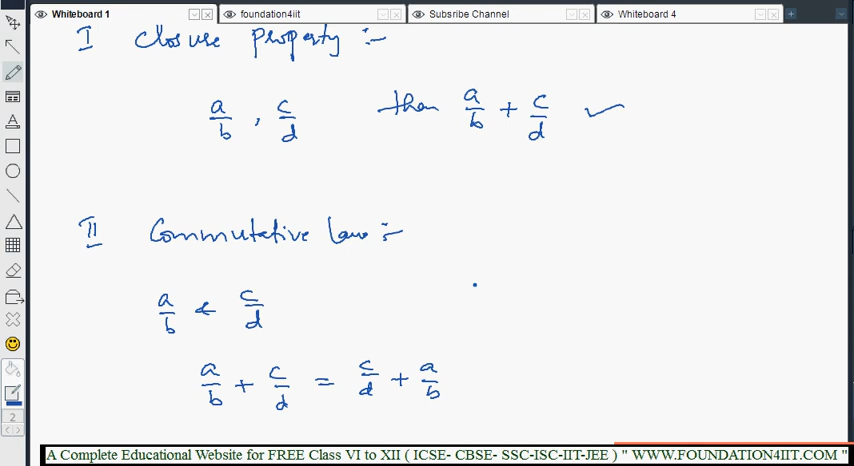 Whiteboard 1 foundation4iit Subsribe Channel Whiteboard 4
I closure property :-
a/b , c/d then a/b + c/d ✓
II Commutative law :-
a/b & c/d
a/b + c/d = c/d + a/b
2
A Complete Educational Website for FREE Class VI to XII ( ICSE- CBSE- SSC-ISC-IIT-JEE ) " WWW.FOUNDATION4IIT.COM "